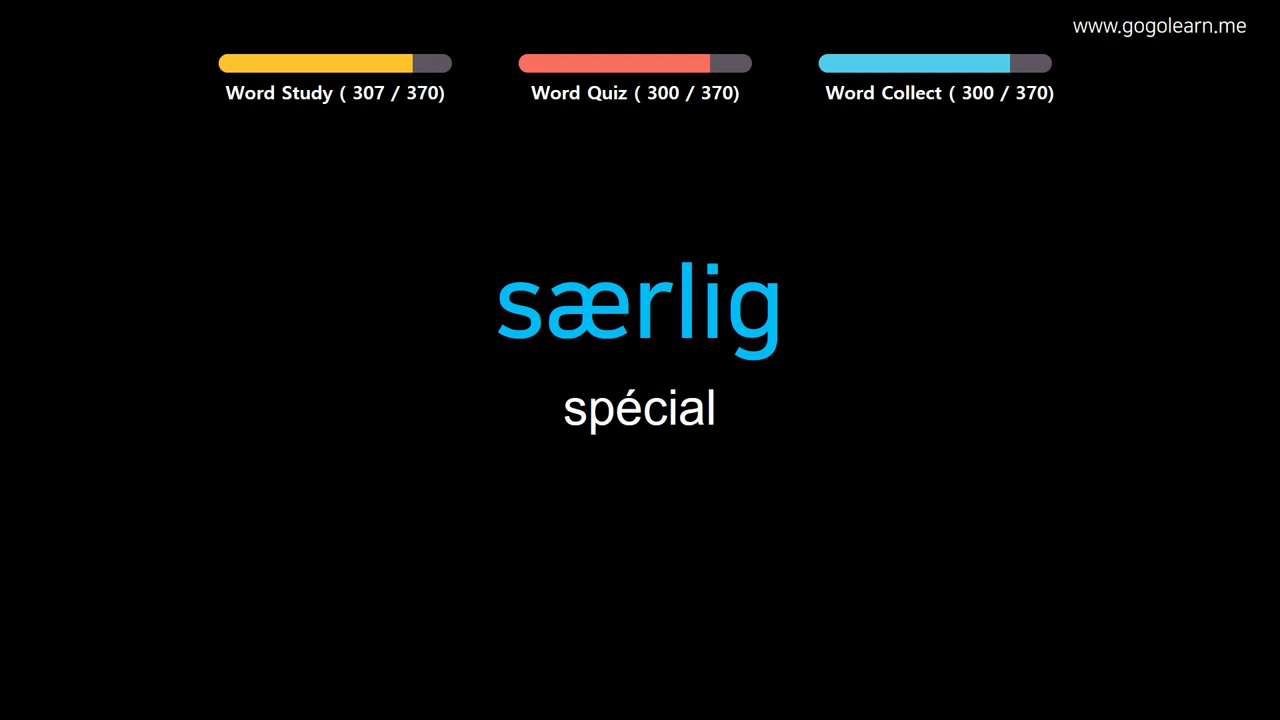 www.gogolearn.me
Word Study ( 307 / 370)
Word Quiz ( 300 / 370)
Word Collect ( 300 / 370)
særlig
spécial